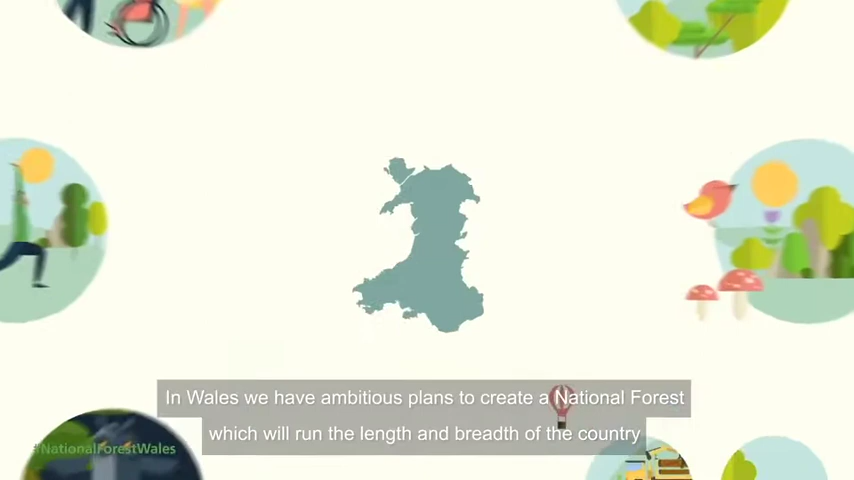 In Wales we have ambitious plans to create a National Forest
which will run the length and breadth of the country
#NationalForestWales